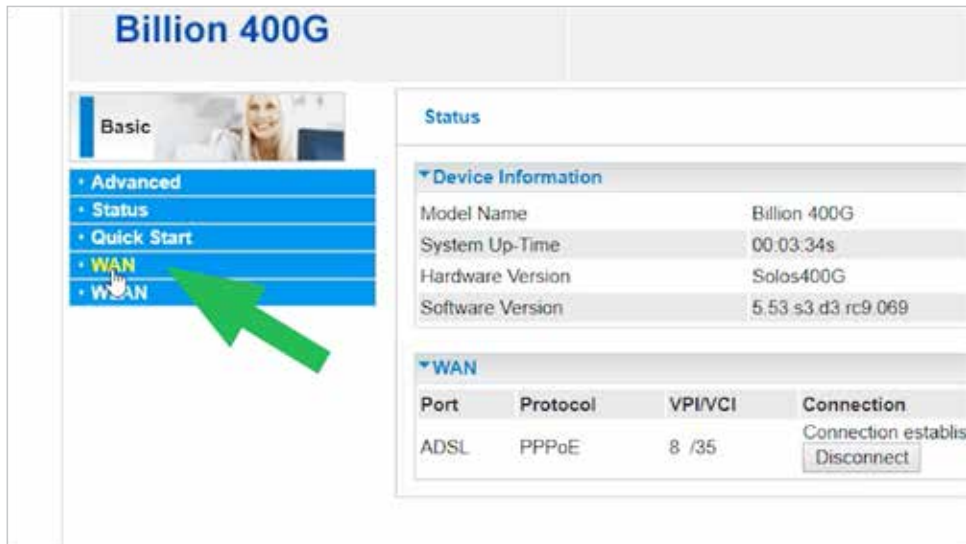 Billion 400G
Basic
· Advanced
· Status
· Quick Start
· WAN
Status
Device Information
Model Name Billion 400G
System Up-Time 00:03:34s
Hardware Version Solos400G
Software Version 5.53 s3 d3 rc9.069
WAN
Port Protocol VPI/VCI Connection
ADSL PPPoE 8 /35 Connection establis
Disconnect